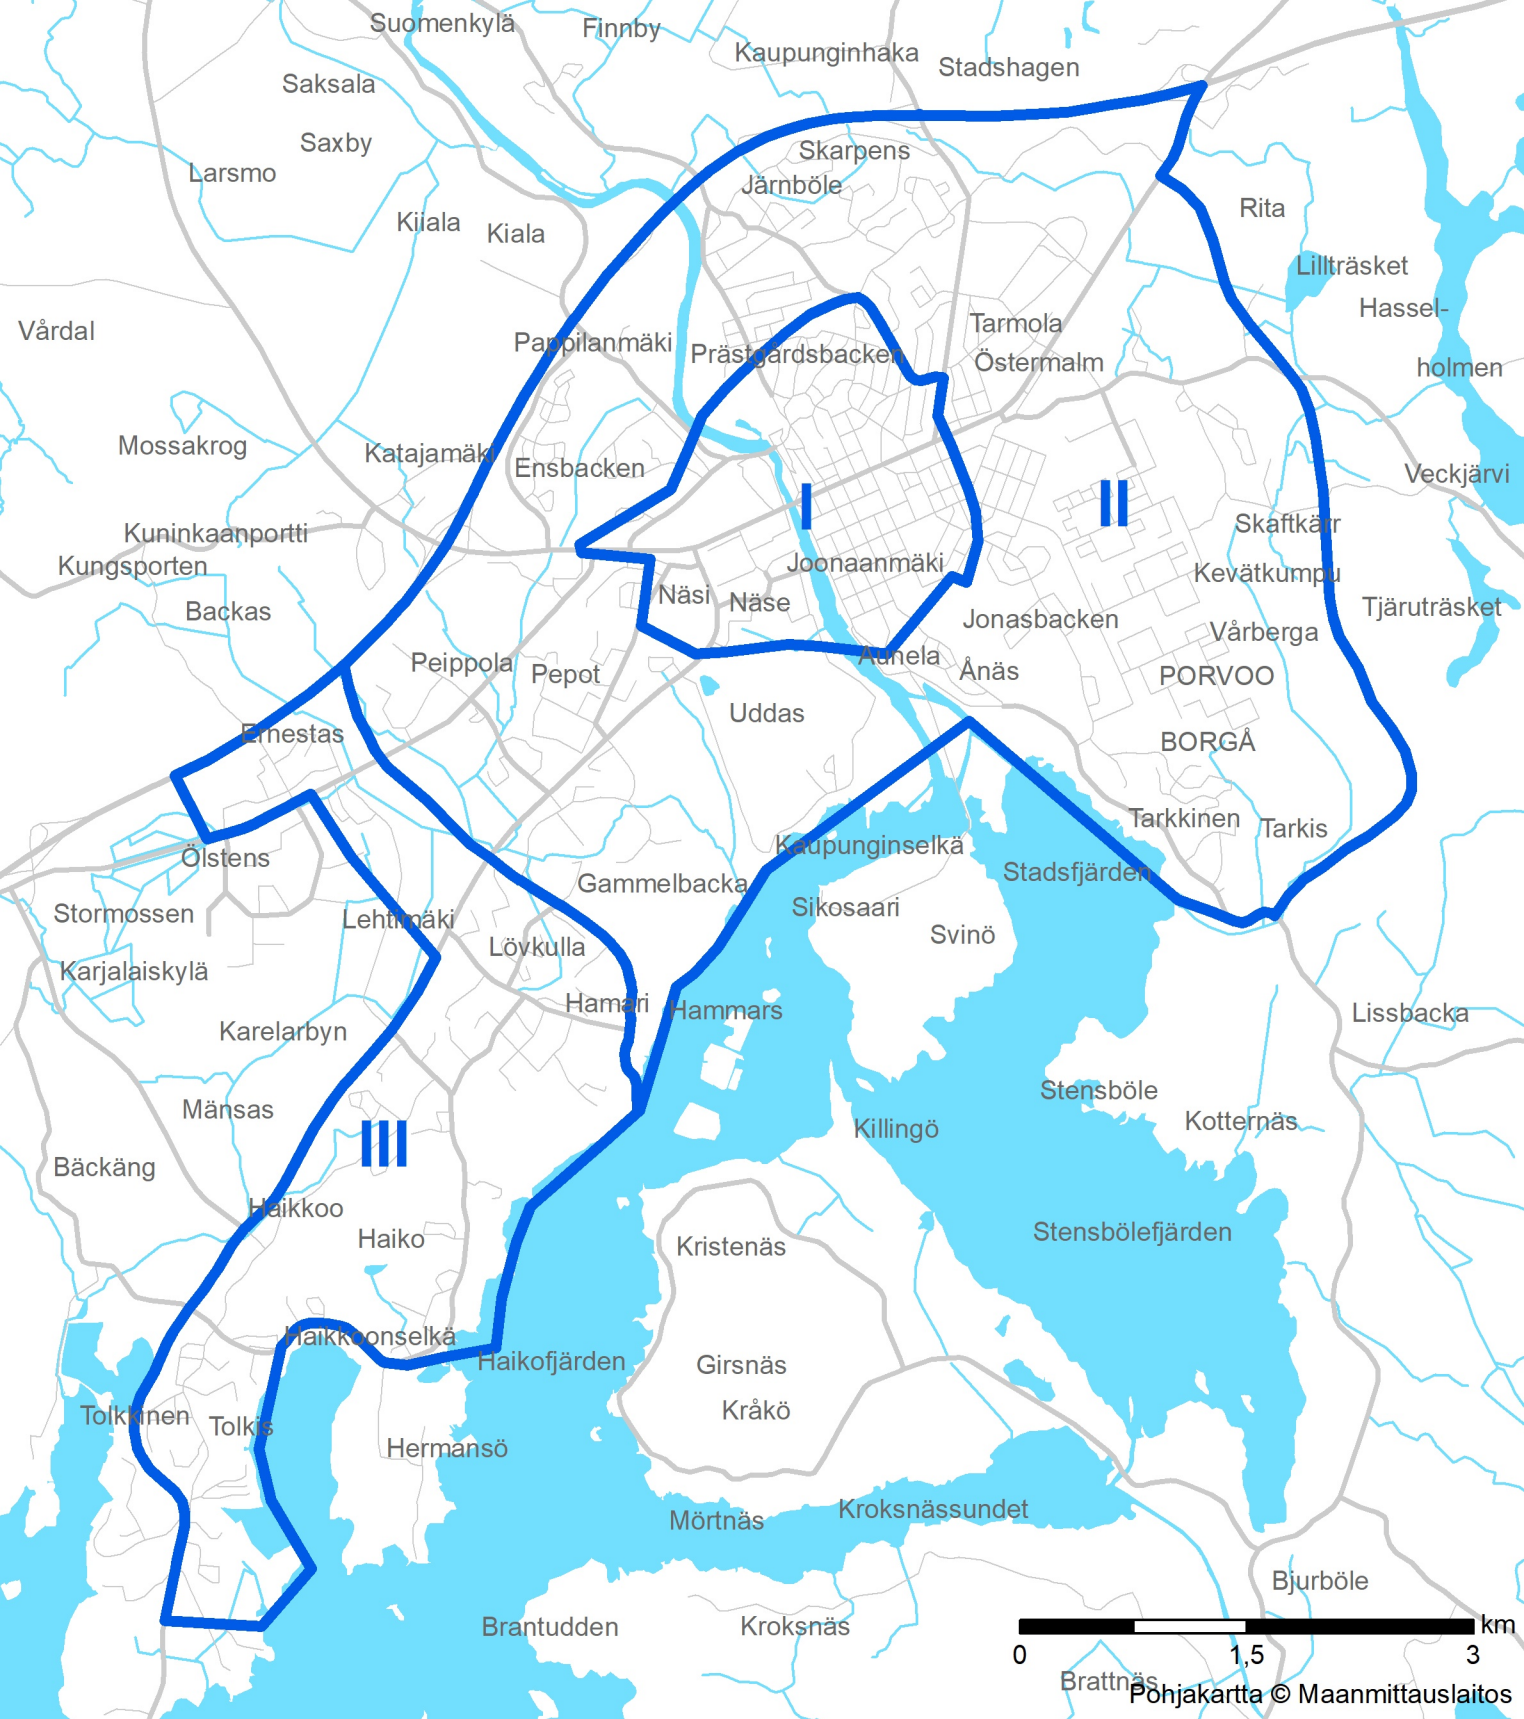 Suomenkylä
Finnby
Kaupunginhaka
Stadshagen
Saksala
Saxby
Larsmo
Skarpens
Järnböle
Kiiala
Kiala
Rita
Lillträsket
Hassel-
holmen
Vårdal
Pappilanmäki
Prästgårdsbacken
Tarmola
Östermalm
Mossakrog
Katajamäki
Ensbacken
Veckjärvi
I
II
Skaftkärr
Kuninkaanportti
Kungsporten
Joonaanmäki
Kevätkumpu
Backas
Näsi
Näse
Jonasbacken
Tjäruträsket
Vårberga
Peippola
Pepot
Aunela
Ånäs
PORVOO
Uddas
BORGÅ
Ernestas
Tarkkinen
Tarkis
Ölstens
Kaupunginselkä
Stadsfjärden
Gammelbacka
Stormossen
Lehtimäki
Sikosaari
Svinö
Lövkulla
Karjalaiskylä
Hamari
Hammars
Lissbacka
Karelarbyn
Stensböle
Mänsas
Kotternäs
Killingö
III
Bäckäng
Haikkoo
Haiko
Stensbölefjärden
Kristenäs
Haikkoonselkä
Haikofjärden
Girsnäs
Kråkö
Tolkkinen
Tolkis
Hermansö
Mörtnäs
Kroksnässundet
Bjurböle
Brantudden
Kroksnäs
km
0
1,5
3
Brattnäs
Pohjakartta © Maanmittauslaitos